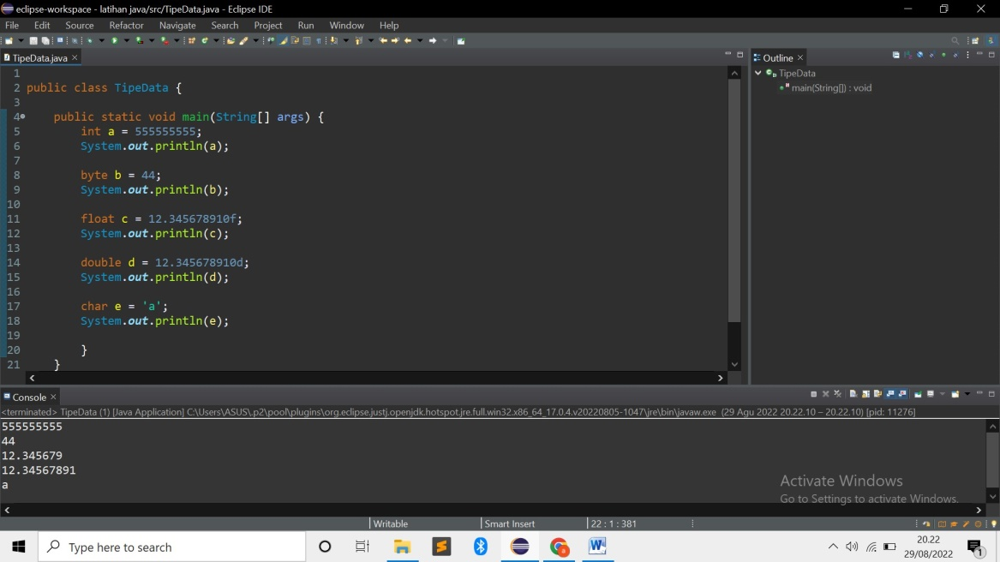 eclipse-workspace - latihan java/src/TipeData.java - Eclipse IDE
File Edit Source Refactor Navigate Search Project Run Window Help
TipeData.java
1
2 public class TipeData {
3
4 public static void main(String[] args) {
5 int a = 555555555;
6 System.out.println(a);
7
8 byte b = 44;
9 System.out.println(b);
10
11 float c = 12.345678910f;
12 System.out.println(c);
13
14 double d = 12.345678910d;
15 System.out.println(d);
16
17 char e = 'a';
18 System.out.println(e);
19
20 }
21 }
Outline
TipeData
main(String[]) : void
Console
<terminated> TipeData (1) [Java Application] C:\Users\ASUS\.p2\pool\plugins\org.eclipse.justj.openjdk.hotspot.jre.full.win32.x86_64_17.0.4.v20220805-1047\jre\bin\javaw.exe (29 Agu 2022 20.22.10 – 20.22.10) [pid: 11276]
555555555
44
12.345679
12.34567891
a
Activate Windows
Go to Settings to activate Windows.
Writable Smart Insert 22 : 1 : 381
Type here to search
20.22
29/08/2022
1